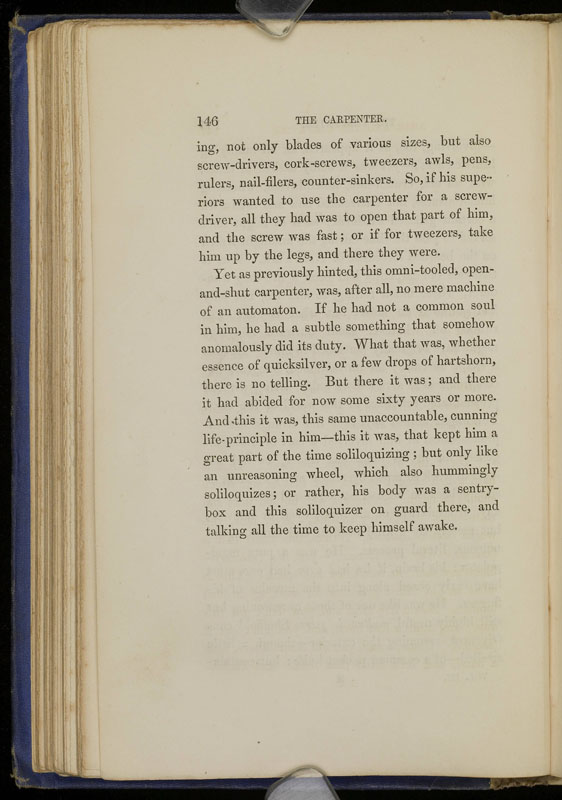 146 THE CARPENTER.
ing, not only blades of various sizes, but also
screw-drivers, cork-screws, tweezers, awls, pens,
rulers, nail-filers, counter-sinkers. So, if his supe-
riors wanted to use the carpenter for a screw-
driver, all they had was to open that part of him,
and the screw was fast; or if for tweezers, take
him up by the legs, and there they were.
Yet as previously hinted, this omni-tooled, open-
and-shut carpenter, was, after all, no mere machine
of an automaton. If he had not a common soul
in him, he had a subtle something that somehow
anomalously did its duty. What that was, whether
essence of quicksilver, or a few drops of hartshorn,
there is no telling. But there it was; and there
it had abided for now some sixty years or more.
And this it was, this same unaccountable, cunning
life-principle in him—this it was, that kept him a
great part of the time soliloquizing; but only like
an unreasoning wheel, which also hummingly
soliloquizes; or rather, his body was a sentry-
box and this soliloquizer on guard there, and
talking all the time to keep himself awake.